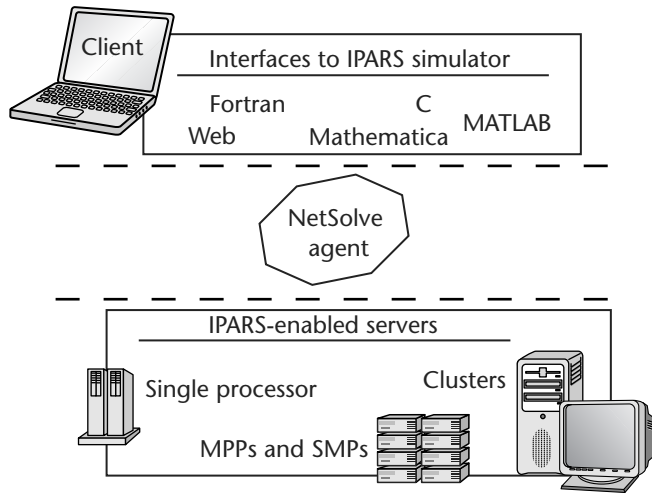 Client
Interfaces to IPARS simulator
Fortran C
Web Mathematica MATLAB
NetSolve
agent
IPARS-enabled servers
Single processor
Clusters
MPPs and SMPs